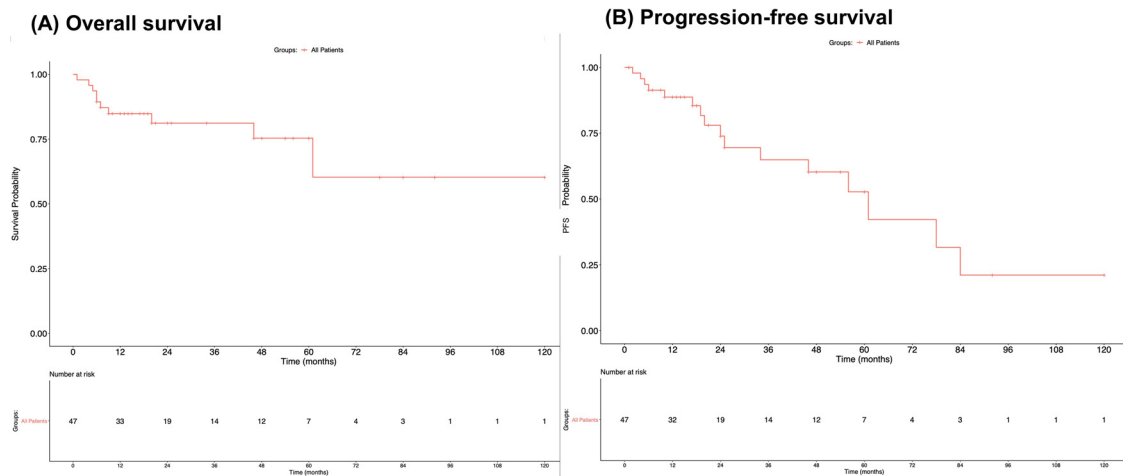 (A) Overall survival
Groups: All Patients
1.00
0.75
0.50
0.25
0.00
Survival Probability
0 12 24 36 48 60 72 84 96 108 120
Time (months)
Number at risk
Groups:
All Patients 47 33 19 14 12 7 4 3 1 1 1
0 12 24 36 48 60 72 84 96 108 120
Time (months)
(B) Progression-free survival
Groups: All Patients
1.00
0.75
0.50
0.25
0.00
PFS Probability
0 12 24 36 48 60 72 84 96 108 120
Time (months)
Number at risk
Groups:
All Patients 47 32 19 14 12 7 4 3 1 1 1
0 12 24 36 48 60 72 84 96 108 120
Time (months)